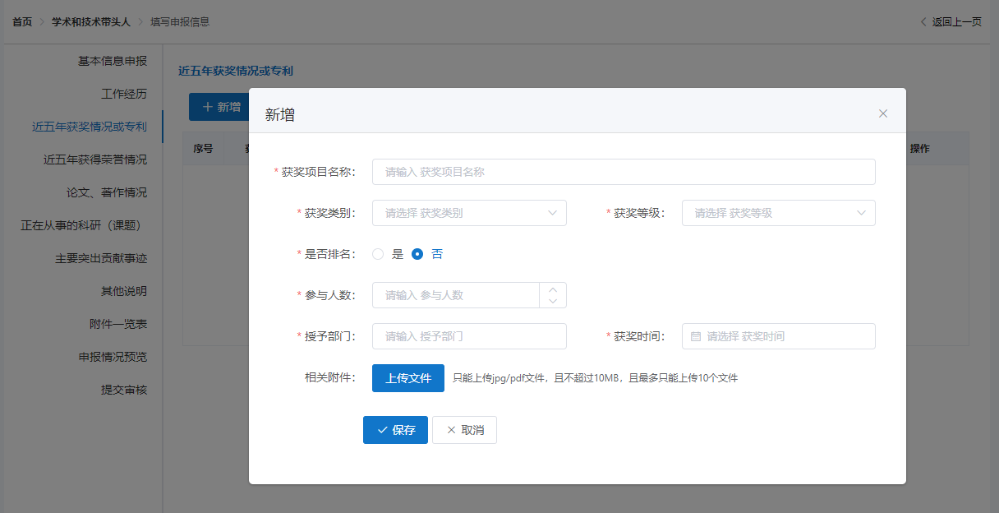 首页 学术和技术带头人 填写申报信息 返回上一页
基本信息申报
工作经历
近五年获奖情况或专利
近五年获得荣誉情况
论文、著作情况
正在从事的科研（课题）
主要突出贡献事迹
其他说明
附件一览表
申报情况预览
提交审核
近五年获奖情况或专利
新增
序号 操作
新增
* 获奖项目名称： 请输入 获奖项目名称
* 获奖类别： 请选择 获奖类别 * 获奖等级： 请选择 获奖等级
* 是否排名： 是 否
* 参与人数： 请输入 参与人数
* 授予部门： 请输入 授予部门 * 获奖时间： 请选择 获奖时间
相关附件： 上传文件 只能上传jpg/pdf文件，且不超过10MB，且最多只能上传10个文件
保存 取消